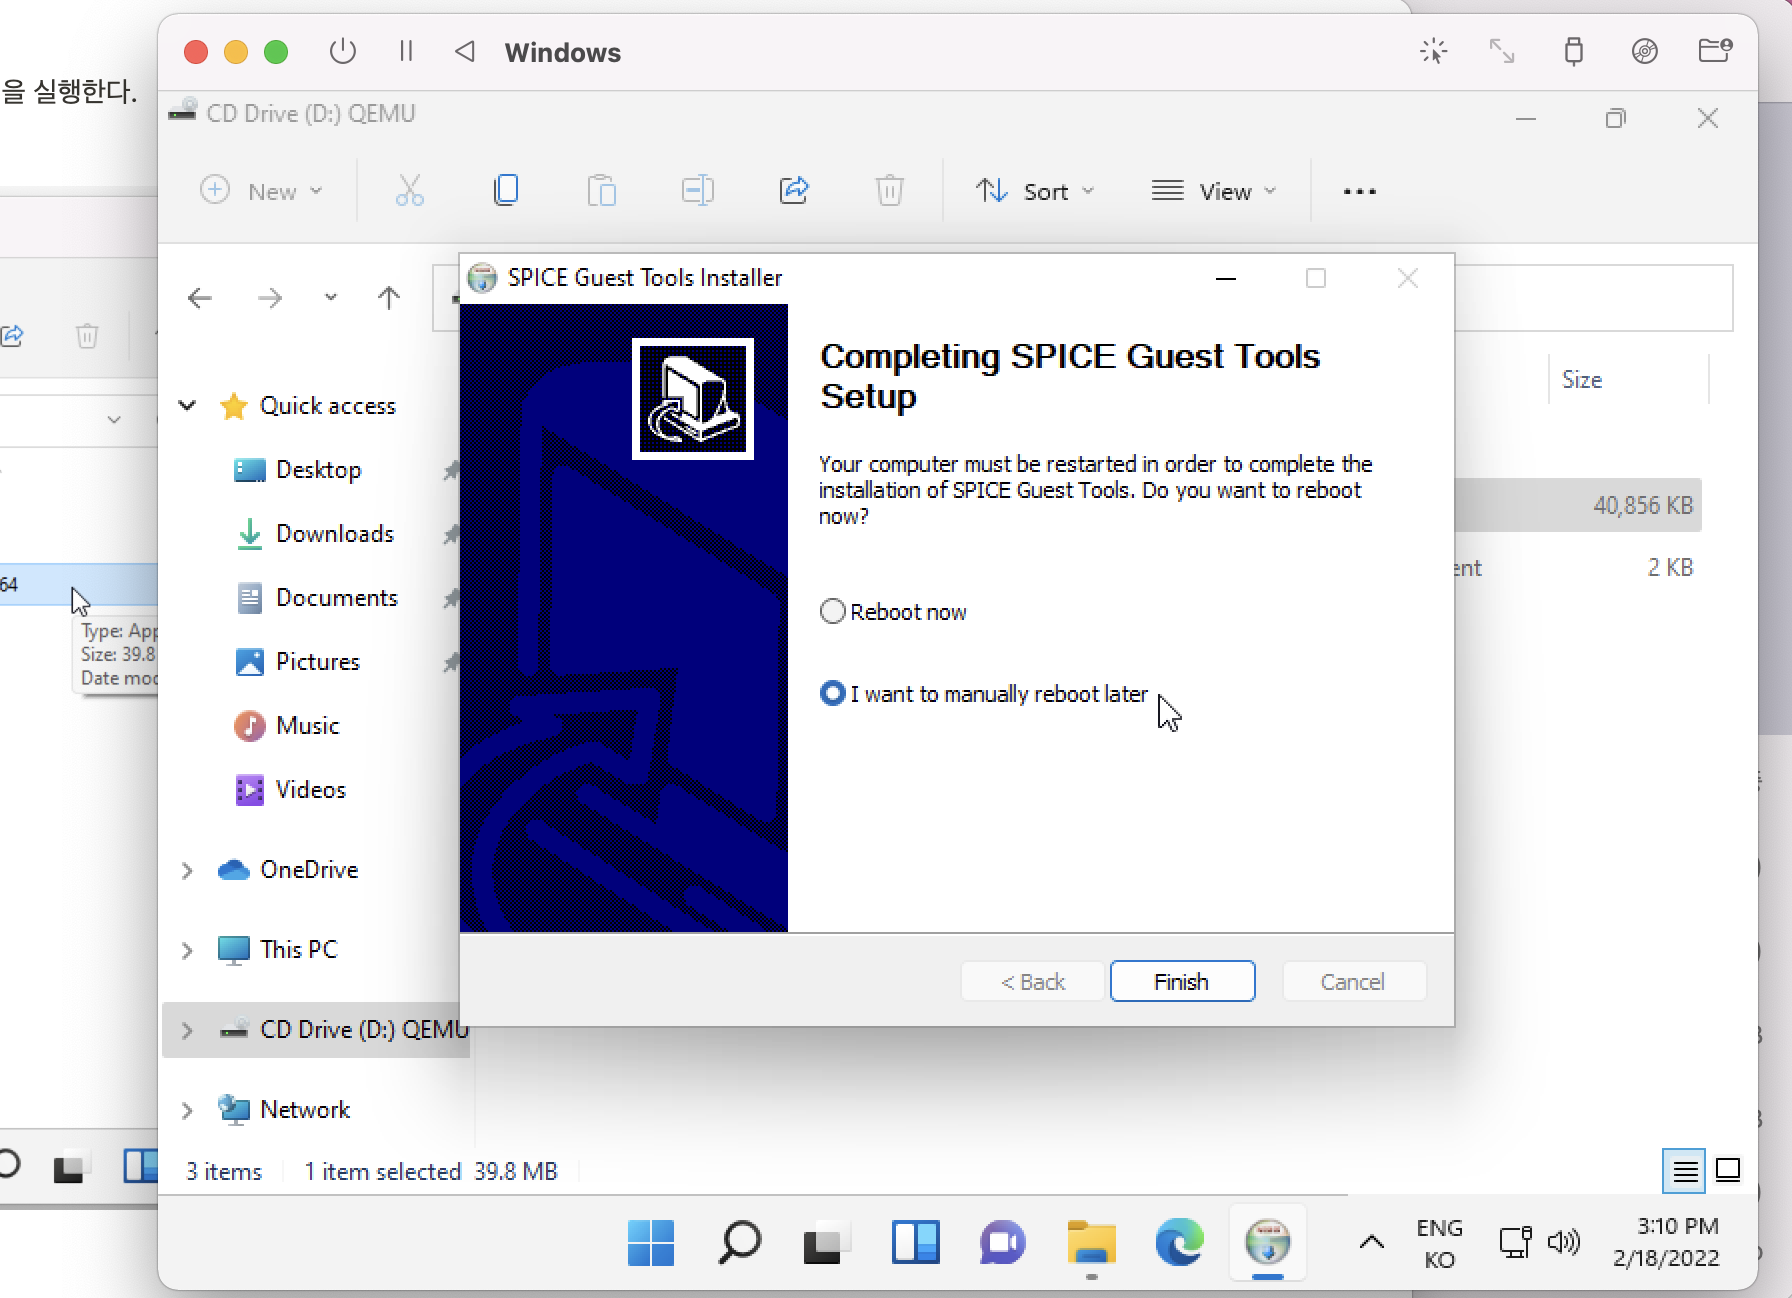 을 실행한다.
Windows
CD Drive (D:) QEMU
New
Sort
View
SPICE Guest Tools Installer
Completing SPICE Guest Tools
Setup
Your computer must be restarted in order to complete the
installation of SPICE Guest Tools. Do you want to reboot
now?
Reboot now
I want to manually reboot later
< Back
Finish
Cancel
Size
40,856 KB
ent
2 KB
Quick access
Desktop
Downloads
Documents
Pictures
Music
Videos
OneDrive
This PC
CD Drive (D:) QEMU
Network
64
Type: App
Size: 39.8
Date mod
3 items
1 item selected 39.8 MB
ENG
KO
3:10 PM
2/18/2022